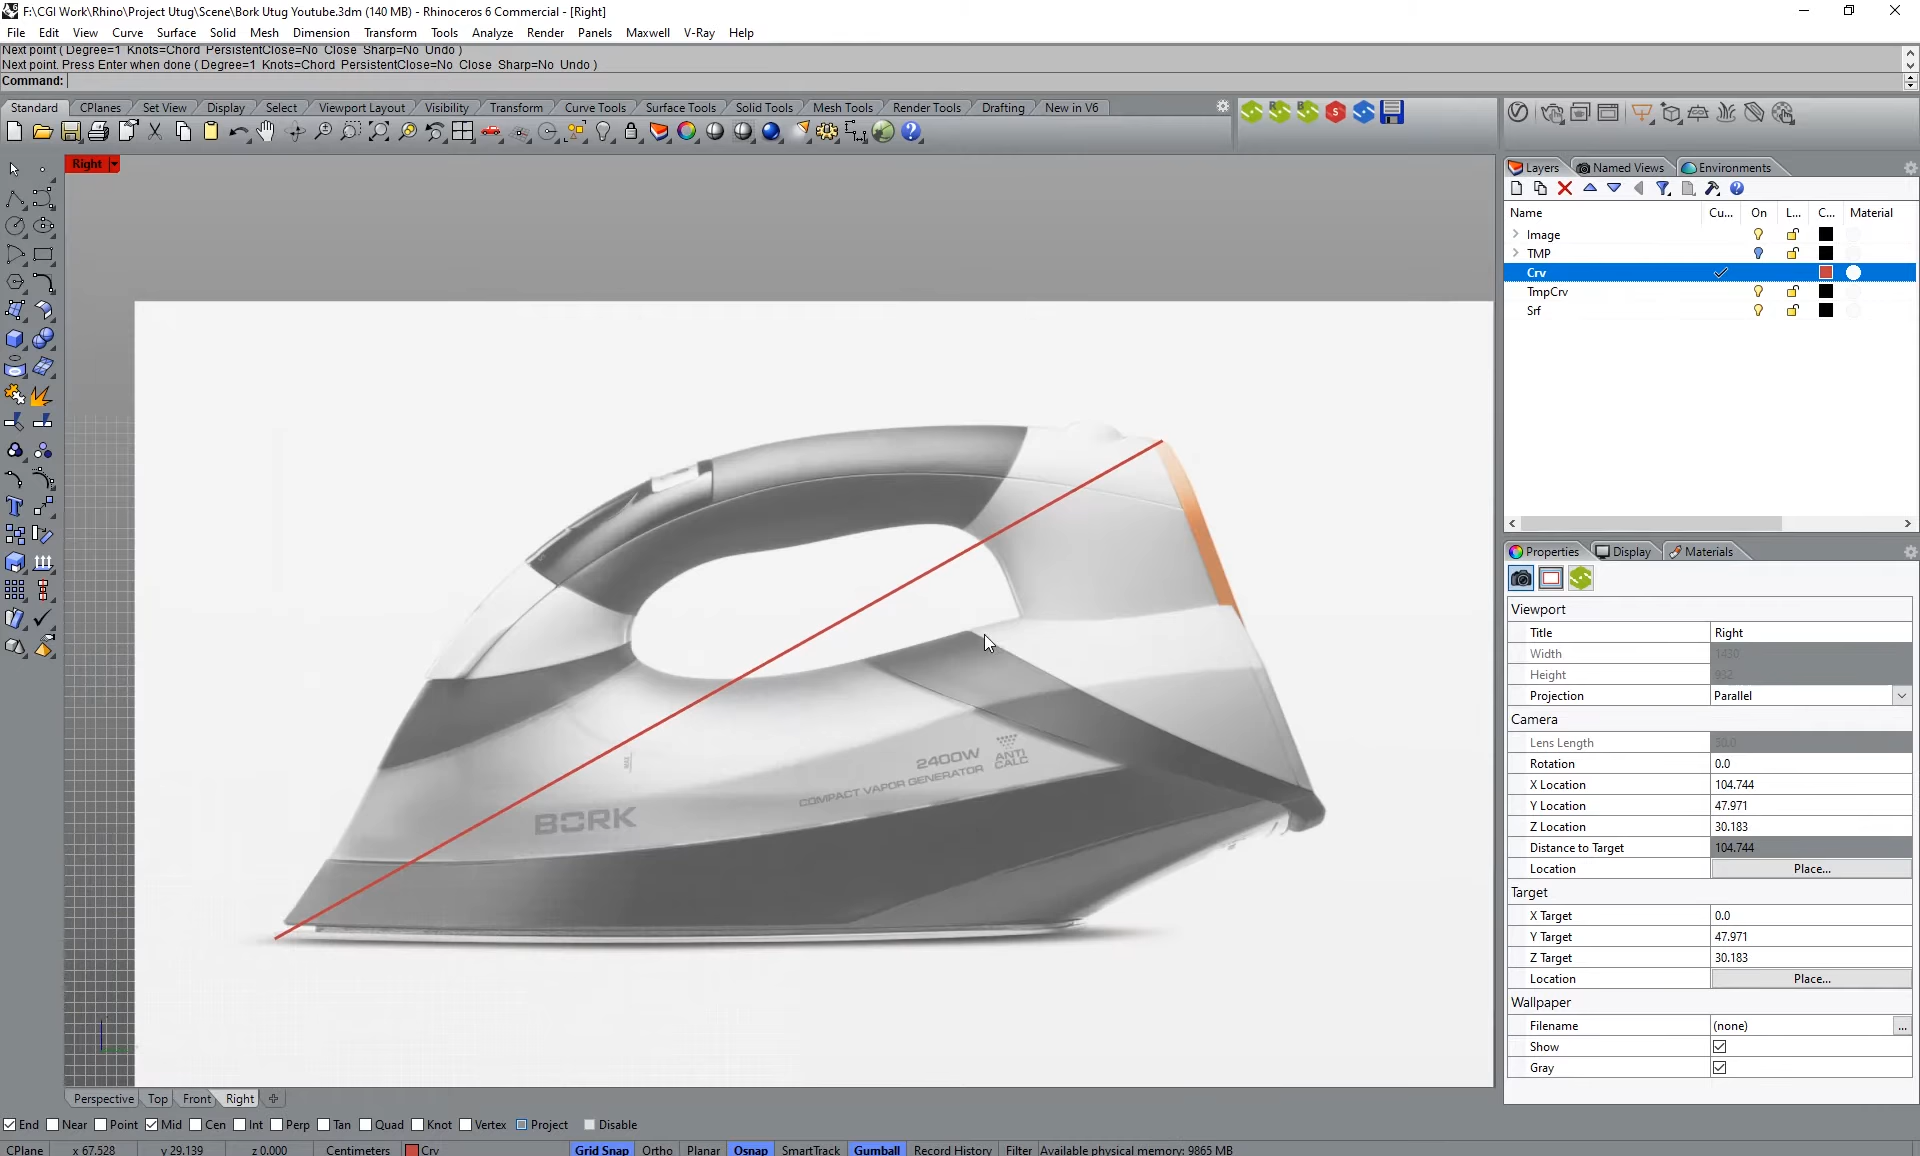 F:\CGI Work\Rhino\Project Utug\Scene\Bork Utug Youtube.3dm (140 MB) - Rhinoceros 6 Commercial - [Right]
File Edit View Curve Surface Solid Mesh Dimension Transform Tools Analyze Render Panels Maxwell V-Ray Help
Next point ( Degree=1 Knots=Chord PersistentClose=No Close Sharp=No Undo )
Next point. Press Enter when done ( Degree=1 Knots=Chord PersistentClose=No Close Sharp=No Undo )
Command:
Standard CPlanes Set View Display Select Viewport Layout Visibility Transform Curve Tools Surface Tools Solid Tools Mesh Tools Render Tools Drafting New in V6
Right
Layers Named Views Environments
Name Cu... On L... C... Material
Image
TMP
Crv
TmpCrv
Srf
2400W
ANTI
CALC
COMPACT VAPOR GENERATOR
BORK
Properties Display Materials
Viewport
Title Right
Width 1430
Height 932
Projection Parallel
Camera
Lens Length 50.0
Rotation 0.0
X Location 104.744
Y Location 47.971
Z Location 30.183
Distance to Target 104.744
Location Place...
Target
X Target 0.0
Y Target 47.971
Z Target 30.183
Location Place...
Wallpaper
Filename (none) ...
Show
Gray
Perspective Top Front Right
End Near Point Mid Cen Int Perp Tan Quad Knot Vertex Project Disable
CPlane x 67.528 y 29.139 z 0.000 Centimeters Crv Grid Snap Ortho Planar Osnap SmartTrack Gumball Record History Filter Available physical memory: 9865 MB